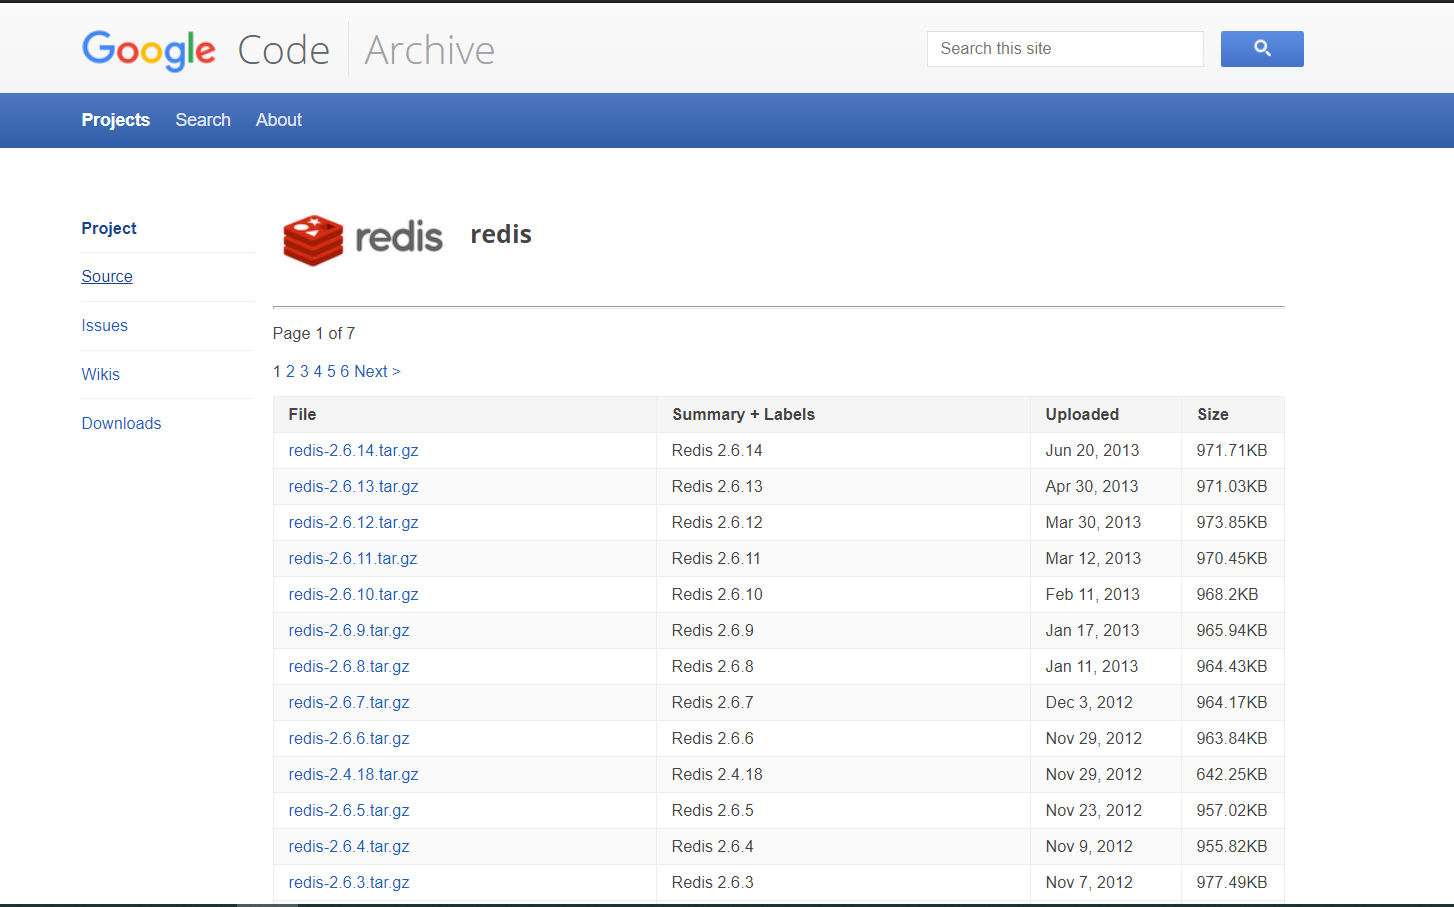 Google Code Archive
Search this site
Projects Search About
Project
Source
Issues
Wikis
Downloads
redis redis
Page 1 of 7
1 2 3 4 5 6 Next >
File Summary + Labels Uploaded Size
redis-2.6.14.tar.gz Redis 2.6.14 Jun 20, 2013 971.71KB
redis-2.6.13.tar.gz Redis 2.6.13 Apr 30, 2013 971.03KB
redis-2.6.12.tar.gz Redis 2.6.12 Mar 30, 2013 973.85KB
redis-2.6.11.tar.gz Redis 2.6.11 Mar 12, 2013 970.45KB
redis-2.6.10.tar.gz Redis 2.6.10 Feb 11, 2013 968.2KB
redis-2.6.9.tar.gz Redis 2.6.9 Jan 17, 2013 965.94KB
redis-2.6.8.tar.gz Redis 2.6.8 Jan 11, 2013 964.43KB
redis-2.6.7.tar.gz Redis 2.6.7 Dec 3, 2012 964.17KB
redis-2.6.6.tar.gz Redis 2.6.6 Nov 29, 2012 963.84KB
redis-2.4.18.tar.gz Redis 2.4.18 Nov 29, 2012 642.25KB
redis-2.6.5.tar.gz Redis 2.6.5 Nov 23, 2012 957.02KB
redis-2.6.4.tar.gz Redis 2.6.4 Nov 9, 2012 955.82KB
redis-2.6.3.tar.gz Redis 2.6.3 Nov 7, 2012 977.49KB